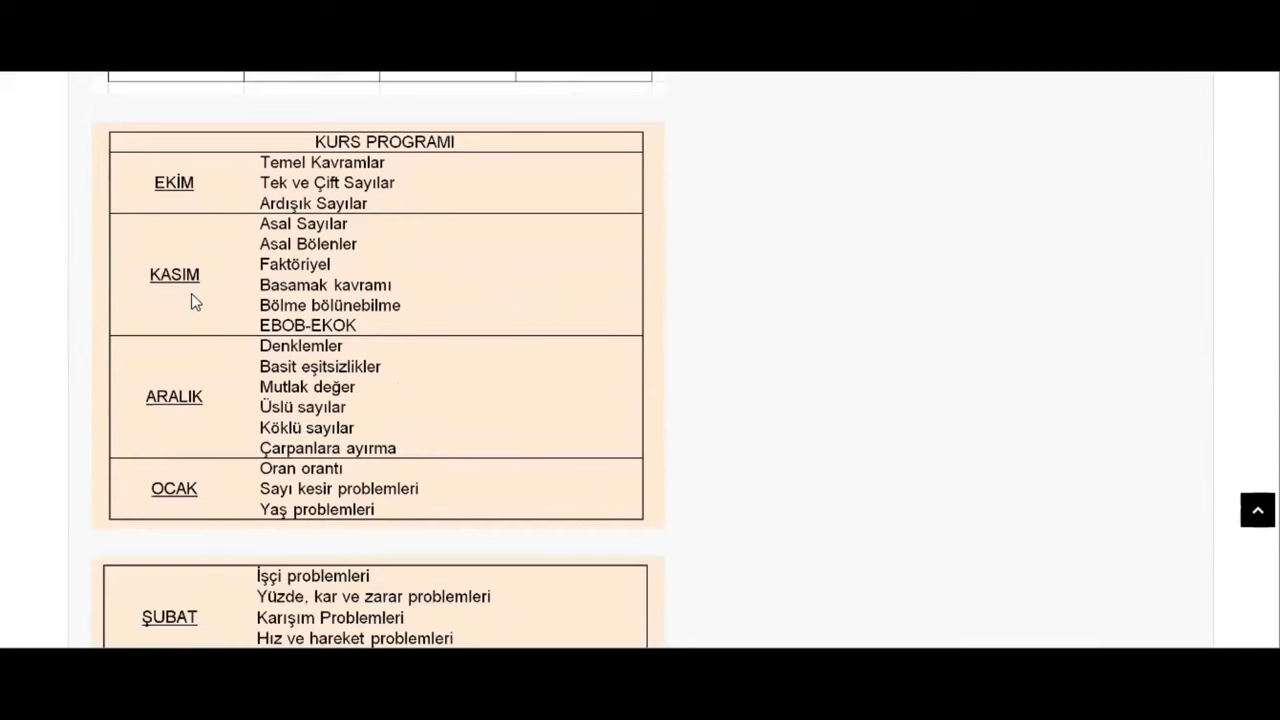 KURS PROGRAMI
EKİM
Temel Kavramlar
Tek ve Çift Sayılar
Ardışık Sayılar
KASIM
Asal Sayılar
Asal Bölenler
Faktöriyel
Basamak kavramı
Bölme bölünebilme
EBOB-EKOK
ARALIK
Denklemler
Basit eşitsizlikler
Mutlak değer
Üslü sayılar
Köklü sayılar
Çarpanlara ayırma
OCAK
Oran orantı
Sayı kesir problemleri
Yaş problemleri
ŞUBAT
İşçi problemleri
Yüzde, kar ve zarar problemleri
Karışım Problemleri
Hız ve hareket problemleri